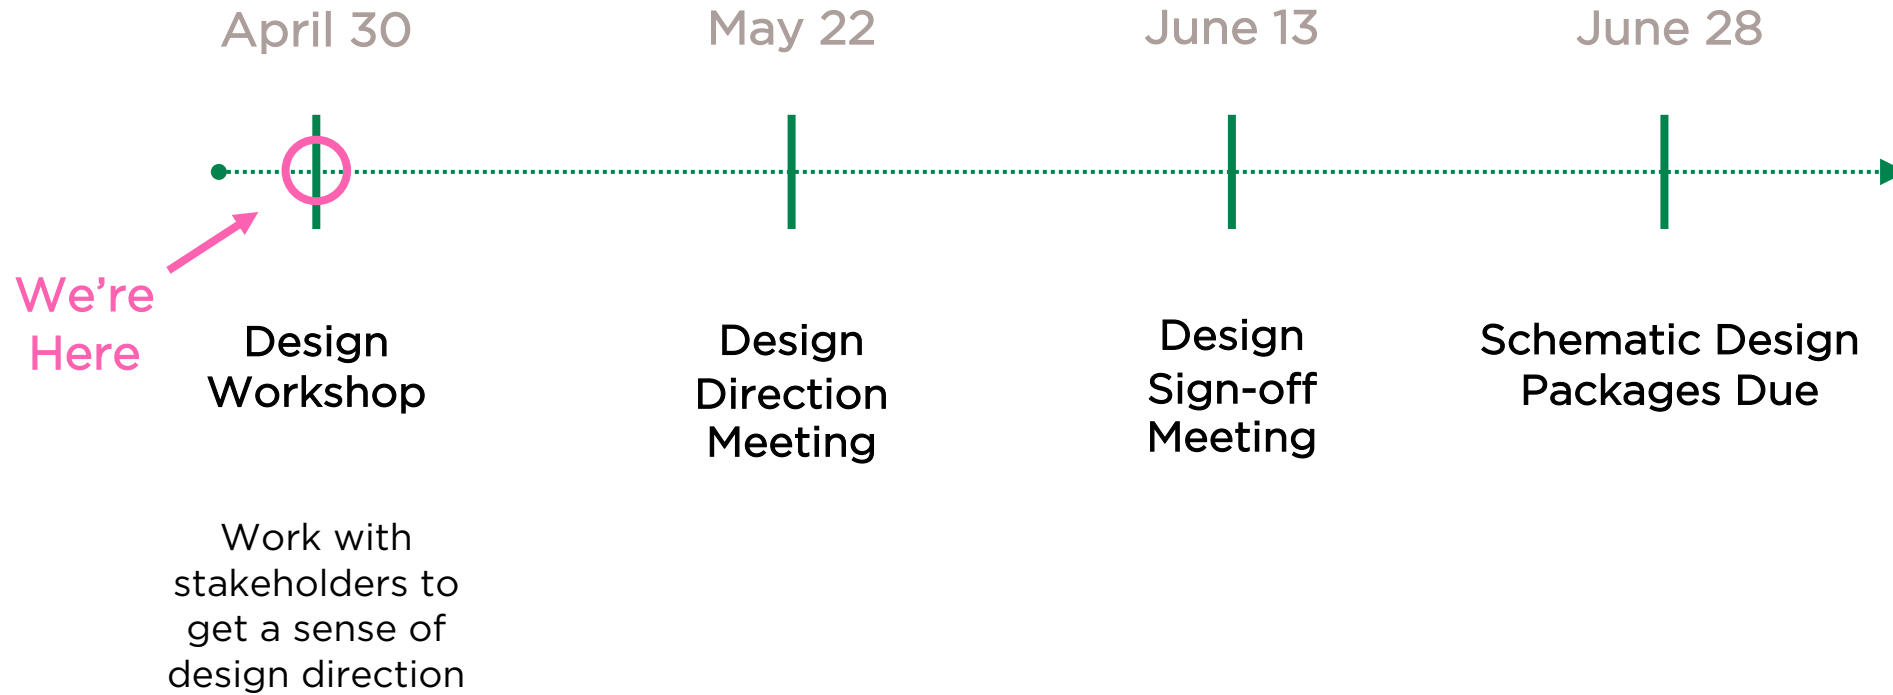 April 30
May 22
June 13
June 28
We’re
Here
Design
Workshop
Design
Direction
Meeting
Design
Sign-off
Meeting
Schematic Design
Packages Due
Work with
stakeholders to
get a sense of
design direction